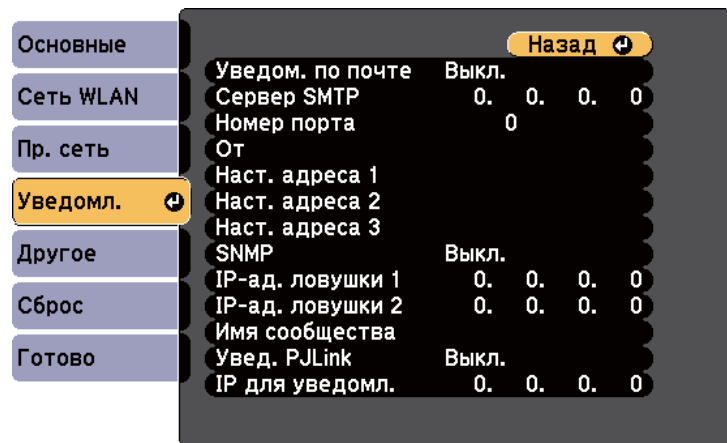 Основные
Сеть WLAN
Пр. сеть
Уведомл.
Другое
Сброс
Готово
Назад
Уведом. по почте Выкл.
Сервер SMTP 0. 0. 0. 0
Номер порта 0
От
Наст. адреса 1
Наст. адреса 2
Наст. адреса 3
SNMP Выкл.
IP-ад. ловушки 1 0. 0. 0. 0
IP-ад. ловушки 2 0. 0. 0. 0
Имя сообщества
Увед. PJLink Выкл.
IP для уведомл. 0. 0. 0. 0